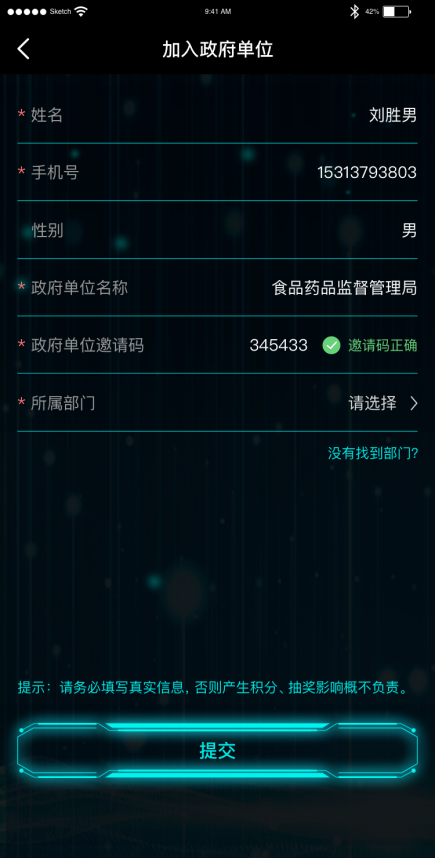 Sketch 9:41 AM 42%
加入政府单位
* 姓名 刘胜男
* 手机号 15313793803
性别 男
* 政府单位名称 食品药品监督管理局
* 政府单位邀请码 345433 邀请码正确
* 所属部门 请选择
没有找到部门?
提示：请务必填写真实信息，否则产生积分、抽奖影响概不负责。
提交